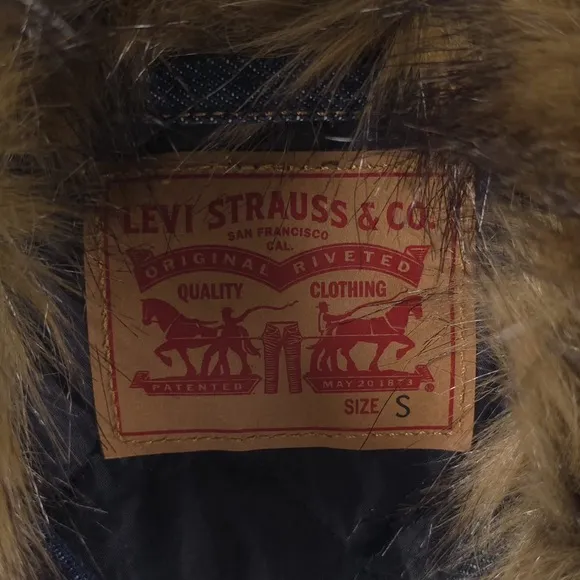 LEVI STRAUSS & CO.
SAN FRANCISCO
CAL.
ORIGINAL RIVETED
QUALITY CLOTHING
PATENTED MAY 20 1873 ®
SIZE S